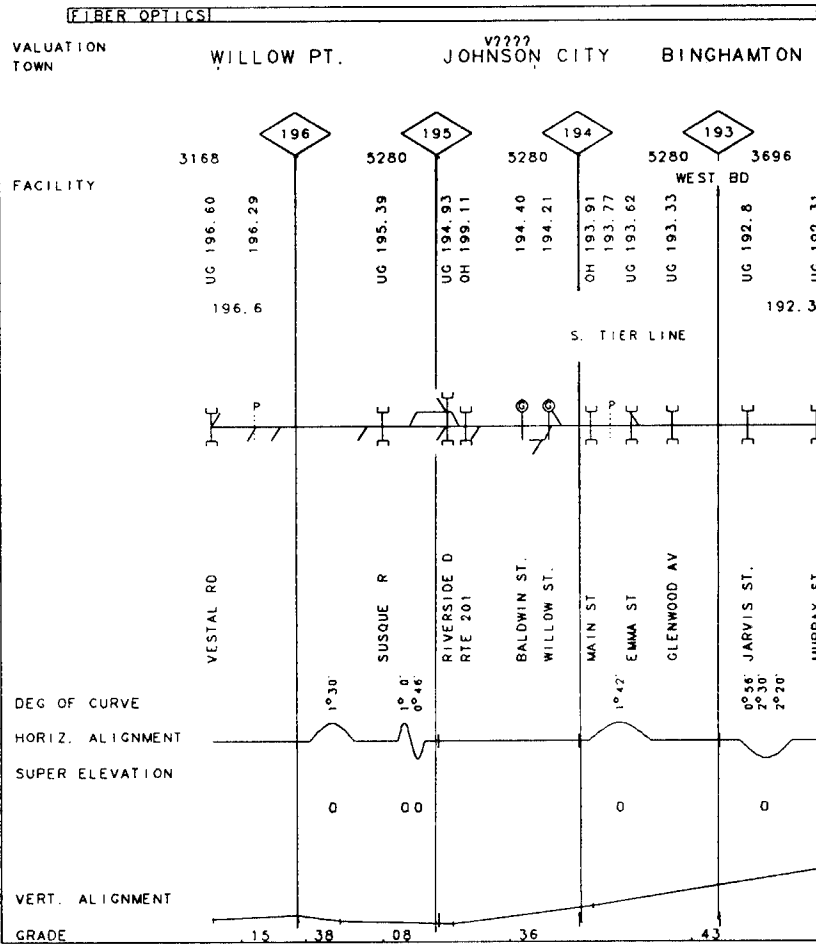 FIBER OPTICS
VALUATION V????
TOWN WILLOW PT. JOHNSON CITY BINGHAMTON
196 195 194 193
3168 5280 5280 5280 3696
FACILITY WEST BD
UG 196.60
196.29
UG 195.39
UG 194.93
OH 199.11
194.40
194.21
OH 193.91
193.77
UG 193.62
UG 193.33
UG 192.8
196.6 192.3
S. TIER LINE
P G G P
VESTAL RD
SUSQUE R
RIVERSIDE D
RTE 201
BALDWIN ST.
WILLOW ST.
MAIN ST
EMMA ST
GLENWOOD AV
JARVIS ST.
MURRAY ST
DEG OF CURVE
1°30'
1°0'
0°46'
1°42'
0°56'
2°30'
2°20'
HORIZ. ALIGNMENT
SUPER ELEVATION
0 0 0 0 0
VERT. ALIGNMENT
GRADE .15 .38 .08 .36 .43